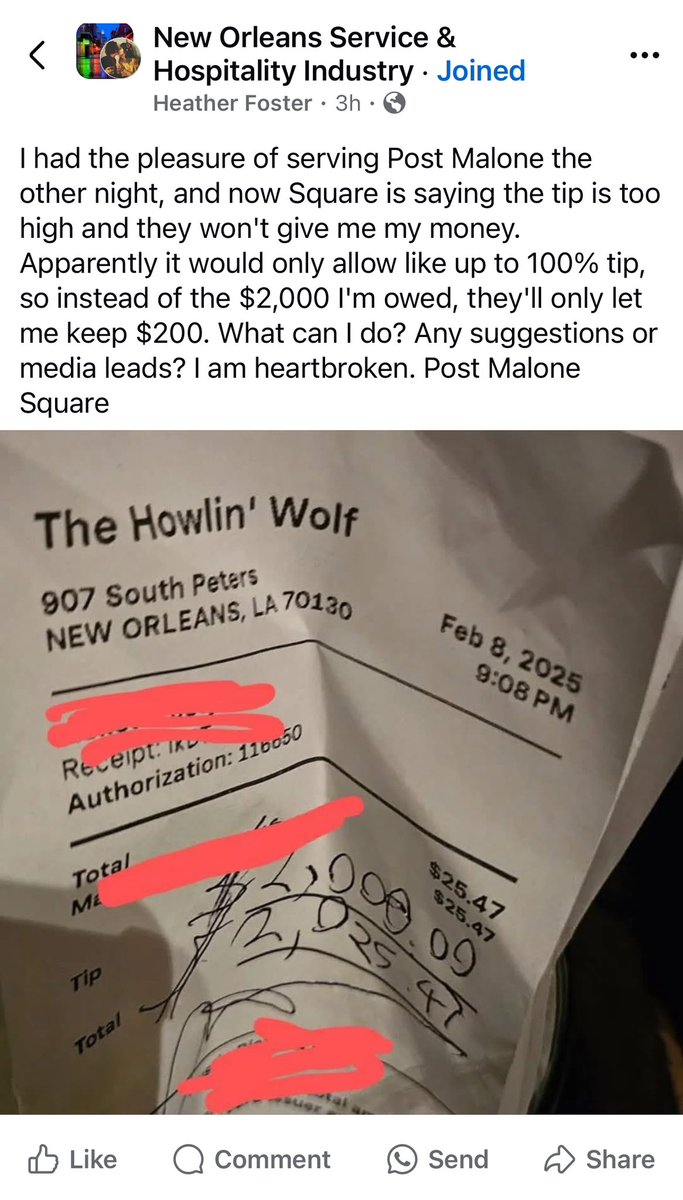 New Orleans Service &
Hospitality Industry · Joined
Heather Foster · 3h ·
I had the pleasure of serving Post Malone the
other night, and now Square is saying the tip is too
high and they won't give me my money.
Apparently it would only allow like up to 100% tip,
so instead of the $2,000 I'm owed, they'll only let
me keep $200. What can I do? Any suggestions or
media leads? I am heartbroken. Post Malone
Square
The Howlin' Wolf
907 South Peters
NEW ORLEANS, LA 70130
Feb 8, 2025
9:08 PM
Receipt:
Authorization:
Total $25.47
$25.47
Tip $2,000.00
Total $2,025.47
Like Comment Send Share